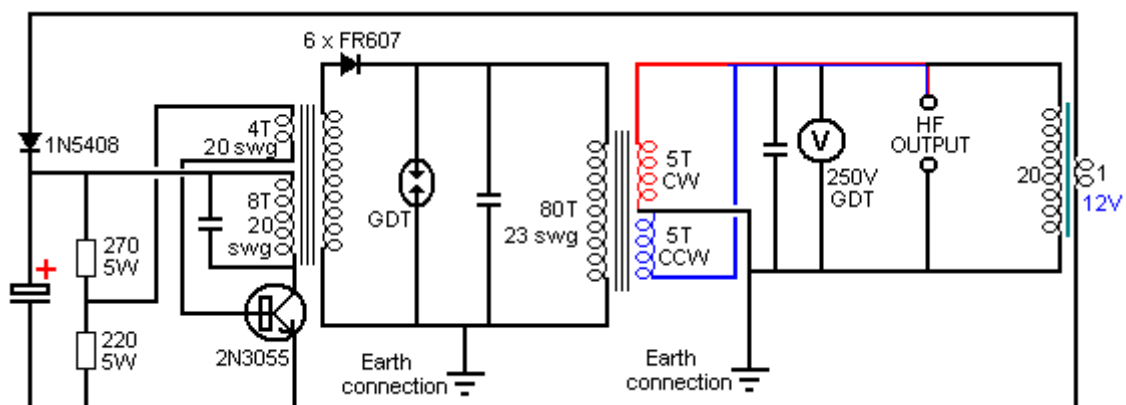 6 x FR607
1N5408
4T
20 swg
8T
20
swg
270
5W
+
220
5W
2N3055
GDT
80T
23 swg
Earth
connection
5T
CW
5T
CCW
Earth
connection
V
250V
GDT
HF
OUTPUT
20
1
12V